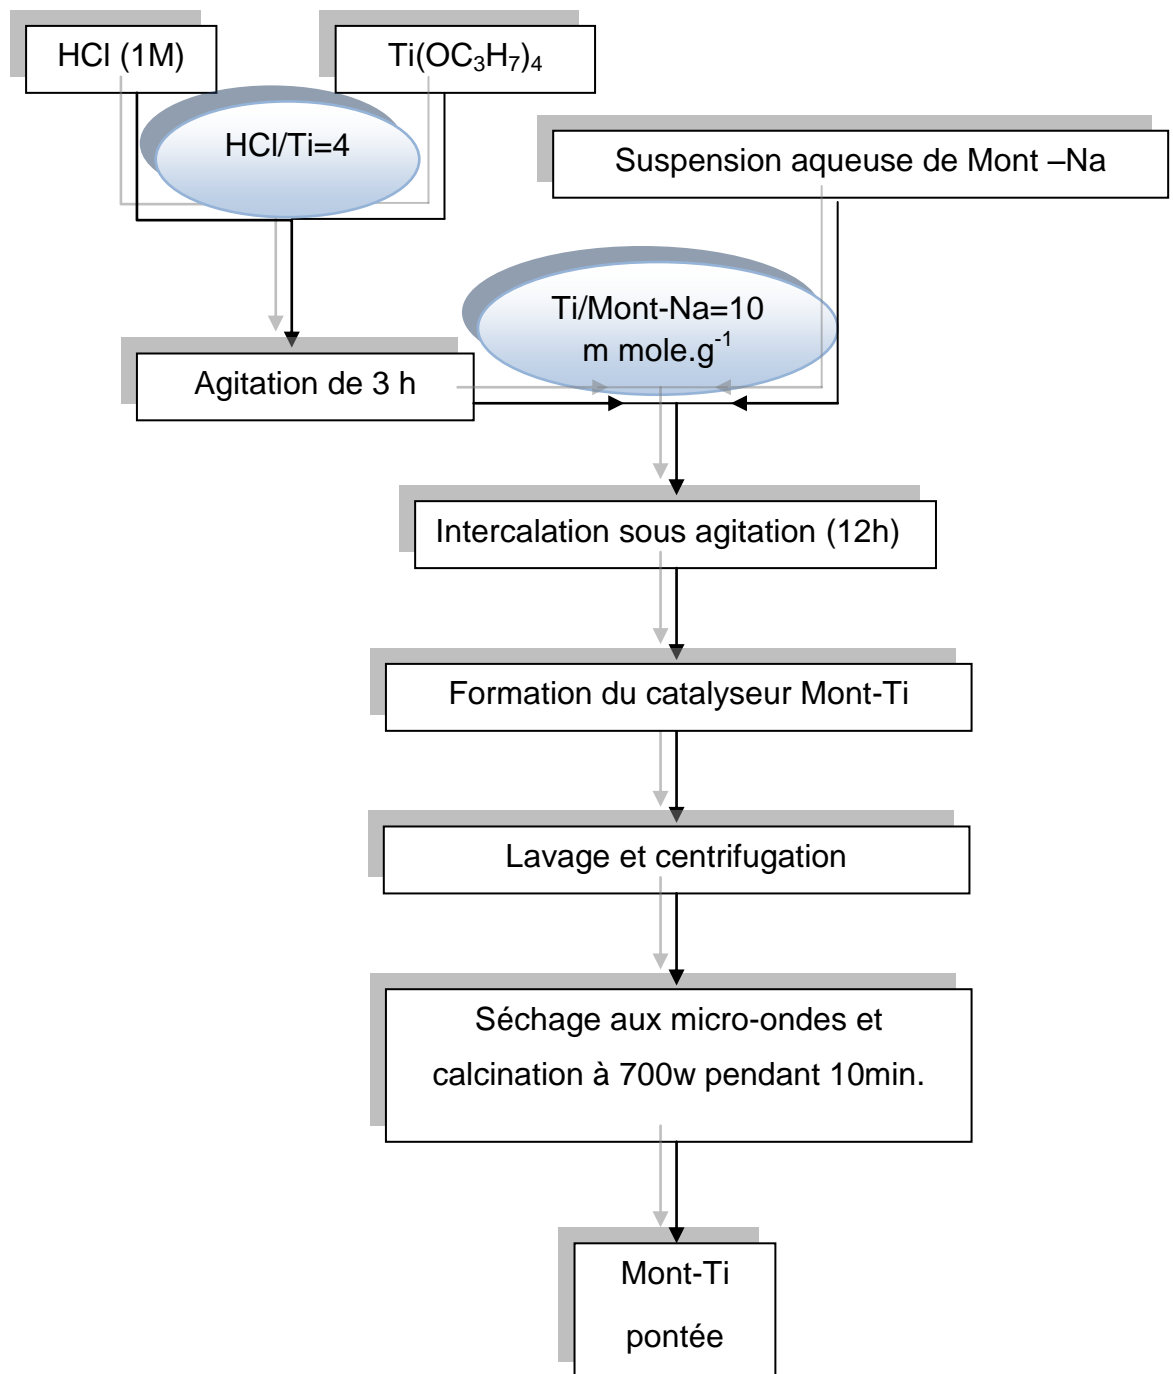 HCl (1M)
Ti(OC₃H₇)₄
HCl/Ti=4
Suspension aqueuse de Mont –Na
Ti/Mont-Na=10
m mole.g⁻¹
Agitation de 3 h
Intercalation sous agitation (12h)
Formation du catalyseur Mont-Ti
Lavage et centrifugation
Séchage aux micro-ondes et
calcination à 700w pendant 10min.
Mont-Ti
pontée